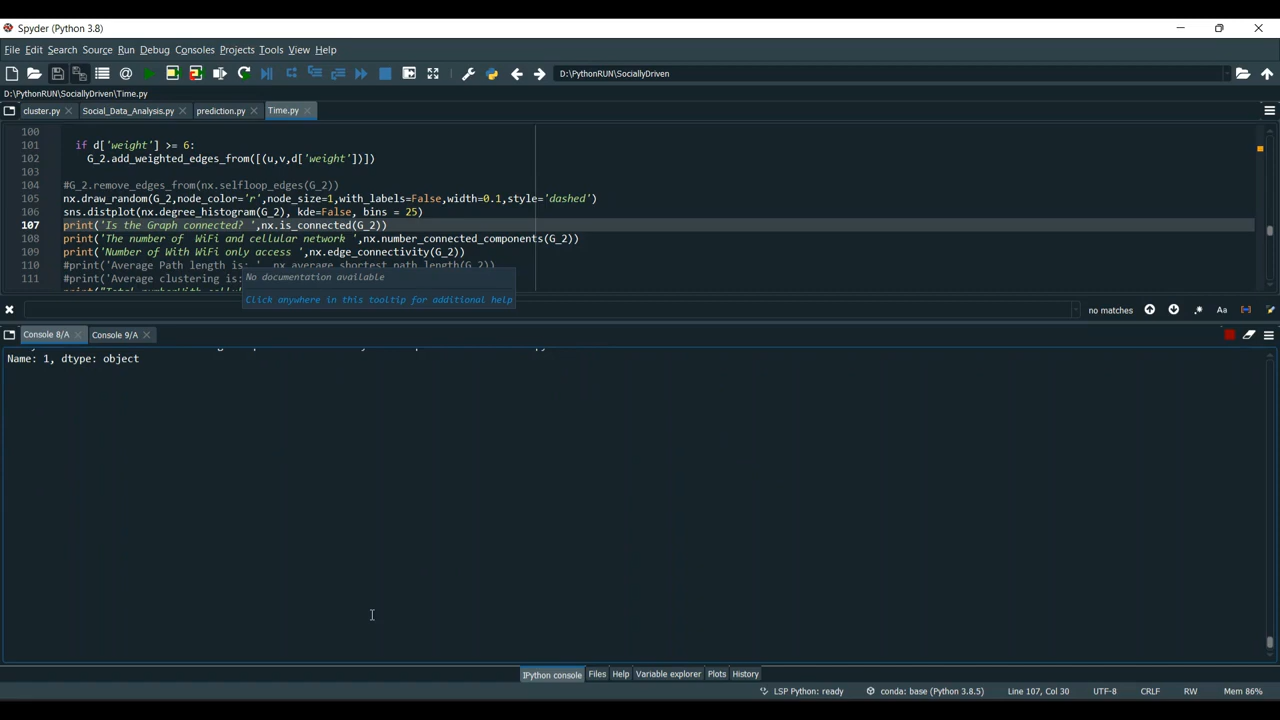 Spyder (Python 3.8)
File Edit Search Source Run Debug Consoles Projects Tools View Help
D:\PythonRUN\SociallyDriven
D:\PythonRUN\SociallyDriven\Time.py
cluster.py Social_Data_Analysis.py prediction.py Time.py
100
101 if d['weight'] >= 6:
102 G_2.add_weighted_edges_from([(u,v,d['weight'])])
103
104 #G_2.remove_edges_from(nx.selfloop_edges(G_2))
105 nx.draw_random(G_2,node_color='r',node_size=1,with_labels=False,width=0.1,style='dashed')
106 sns.distplot(nx.degree_histogram(G_2), kde=False, bins = 25)
107 print('Is the Graph connected? ',nx.is_connected(G_2))
108 print('The number of  WiFi and cellular network ',nx.number_connected_components(G_2))
109 print('Number of With WiFi only access ',nx.edge_connectivity(G_2))
110 #print('Average Path length is: ', nx.average_shortest_path_length(G_2))
111 #print('Average clustering is:
No documentation available
Click anywhere in this tooltip for additional help
no matches Aa
Console 8/A Console 9/A
Name: 1, dtype: object
IPython console Files Help Variable explorer Plots History
LSP Python: ready conda: base (Python 3.8.5) Line 107, Col 30 UTF-8 CRLF RW Mem 86%